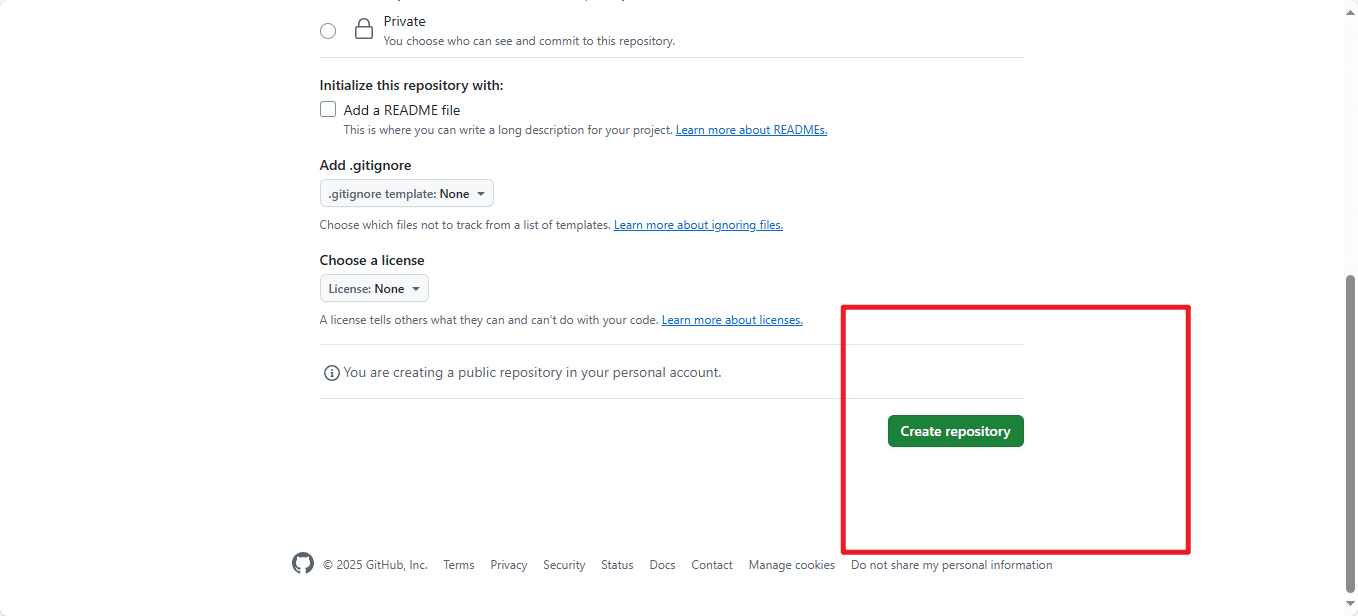 Private
You choose who can see and commit to this repository.
Initialize this repository with:
Add a README file
This is where you can write a long description for your project. Learn more about READMEs.
Add .gitignore
.gitignore template: None
Choose which files not to track from a list of templates. Learn more about ignoring files.
Choose a license
License: None
A license tells others what they can and can't do with your code. Learn more about licenses.
You are creating a public repository in your personal account.
Create repository
© 2025 GitHub, Inc. Terms Privacy Security Status Docs Contact Manage cookies Do not share my personal information